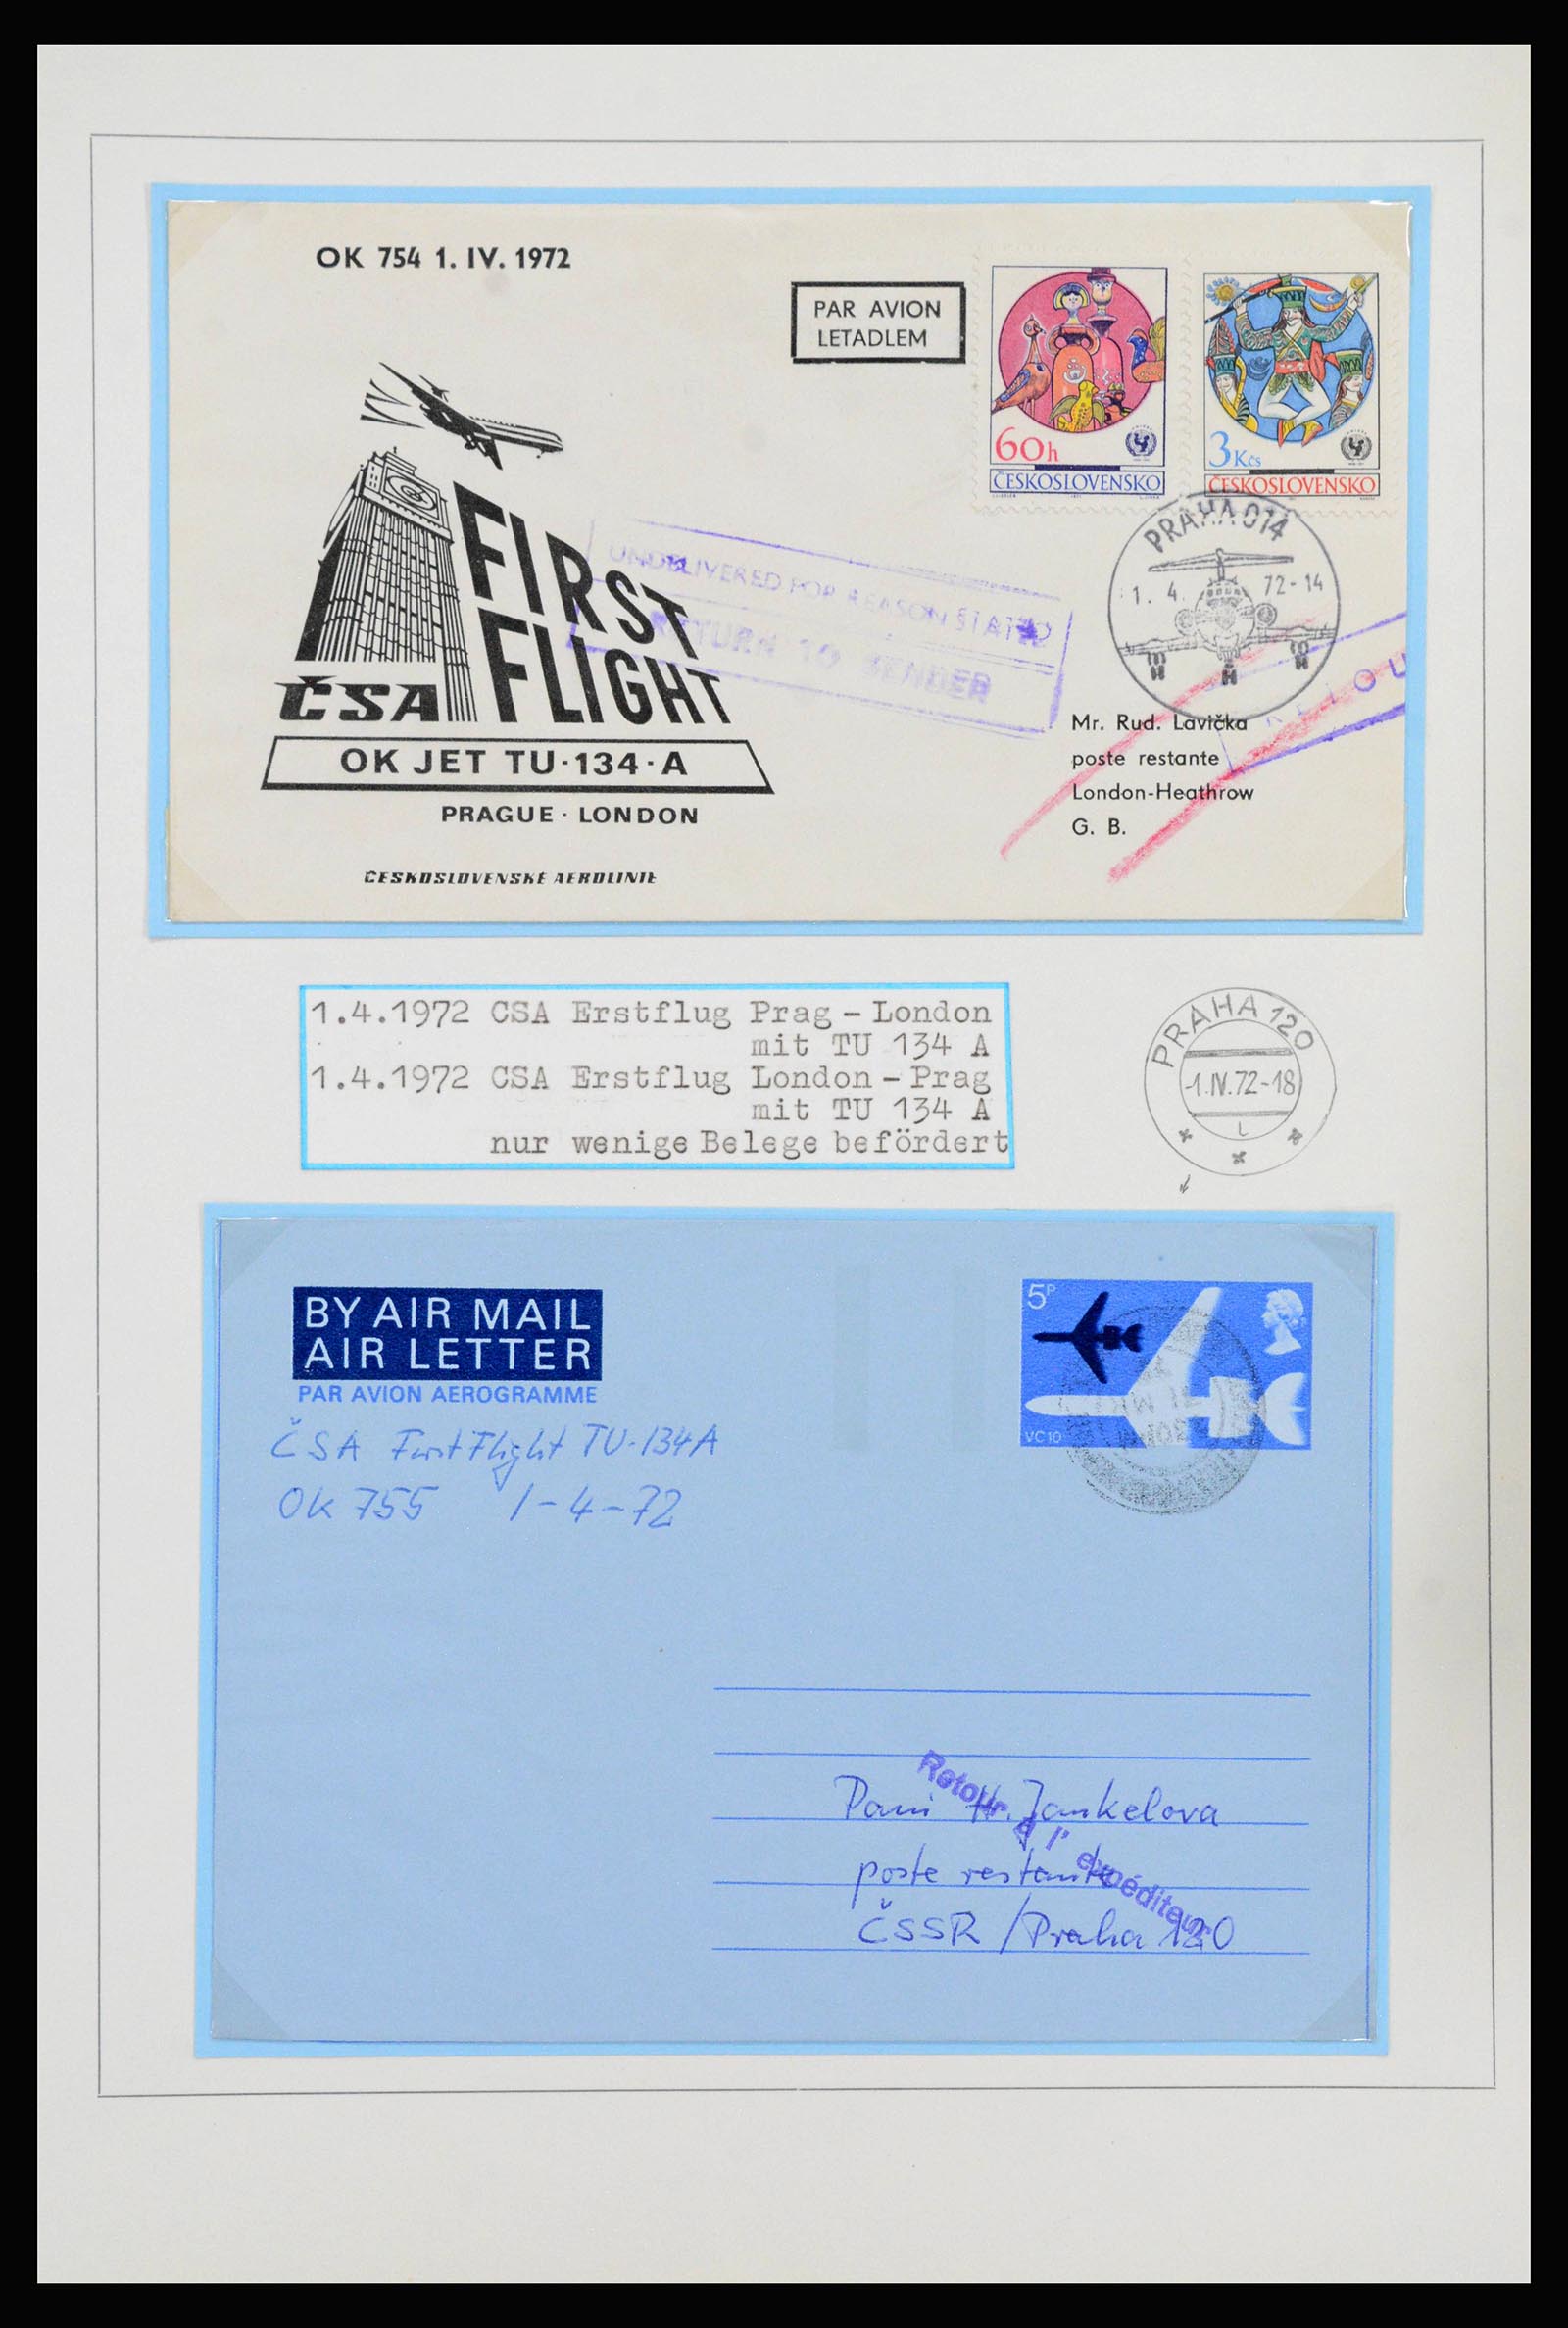 OK 754 1. IV. 1972
PAR AVION
LETADLEM
60h
ČESKOSLOVENSKO
3Kčs
ČESKOSLOVENSKO
PRAHA 014
1. 4. 72-14
FIRST
FLIGHT
ČSA
OK JET TU·134·A
PRAGUE · LONDON
ČESKOSLOVENSKÉ AEROLINIE
UNDELIVERED FOR REASON STATED
RETURN TO SENDER
Mr. Rud. Lavička
poste restante
London-Heathrow
G. B.
1.4.1972 CSA Erstflug Prag - London
mit TU 134 A
1.4.1972 CSA Erstflug London - Prag
mit TU 134 A
nur wenige Belege befördert
PRAHA 120
-1.IV.72-18
BY AIR MAIL
AIR LETTER
PAR AVION AEROGRAMME
5P
VC10
ČSA First Flight TU-134A
OK 755 1-4-72
Retour à l'expéditeur
Paní H. Jankelova
poste restante
ČSSR / Praha 120